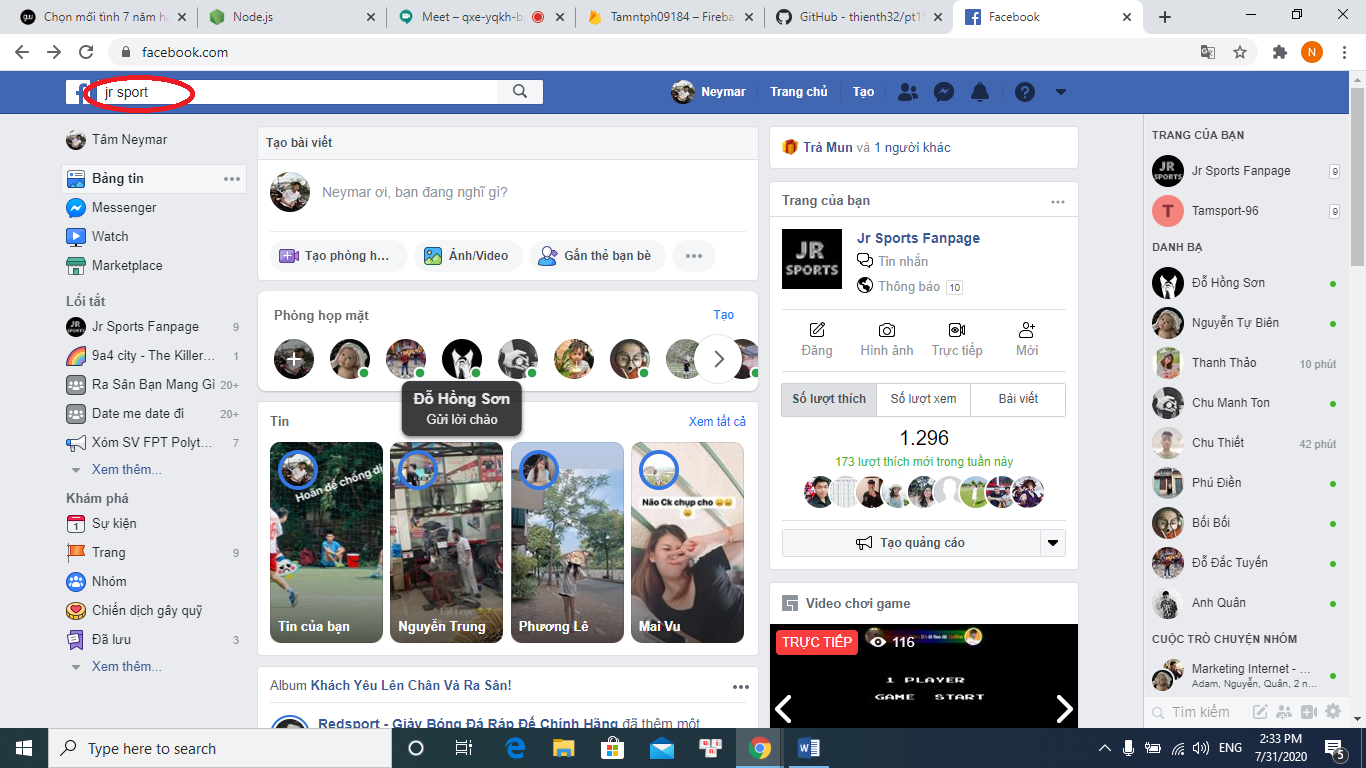 Chọn mối tình 7 năm h
Node.js
Meet – qxe-yqkh-b
Tamntph09184 – Fireba
GitHub - thienth32/pt1
Facebook
facebook.com
N
jr sport
Neymar
Trang chủ
Tạo
Tâm Neymar
Bảng tin
Messenger
Watch
Marketplace
Lối tắt
Jr Sports Fanpage 9
9a4 city - The Killer... 1
Ra Sân Bạn Mang Gì 20+
Date me date đi 20+
Xóm SV FPT Polyt... 7
Xem thêm...
Khám phá
Sự kiện
Trang 9
Nhóm
Chiến dịch gây quỹ
Đã lưu 3
Xem thêm...
Tạo bài viết
Neymar ơi, bạn đang nghĩ gì?
Tạo phòng h...
Ảnh/Video
Gắn thẻ bạn bè
Phòng họp mặt
Tạo
Đỗ Hồng Sơn
Gửi lời chào
Tin
Xem tất cả
Hoãn để chống dị
Tin của bạn
Nguyễn Trung
Phương Lê
Não Ck chụp cho
Mai Vu
Album Khách Yêu Lên Chân Và Ra Sân!
Redsport - Giày Bóng Đá Ráp Đế Chính Hãng đã thêm một
Trà Mun và 1 người khác
Trang của bạn
JR SPORTS
Jr Sports Fanpage
Tin nhắn
Thông báo 10
Đăng
Hình ảnh
Trực tiếp
Mời
Số lượt thích
Số lượt xem
Bài viết
1.296
173 lượt thích mới trong tuần này
Tạo quảng cáo
Video chơi game
TRỰC TIẾP
116
1 PLAYER
GAME START
TRANG CỦA BẠN
JR SPORTS
Jr Sports Fanpage 9
T
Tamsport-96 9
DANH BẠ
Đỗ Hồng Sơn
Nguyễn Tự Biên
Thanh Thảo 10 phút
Chu Manh Ton
Chu Thiết 42 phút
Phú Điền
Bối Bối
Đỗ Đắc Tuyến
Anh Quân
CUỘC TRÒ CHUYỆN NHÓM
Marketing Internet - ...
Adam, Nguyễn, Quân, 2 n...
Tìm kiếm
Type here to search
ENG
2:33 PM
7/31/2020
5